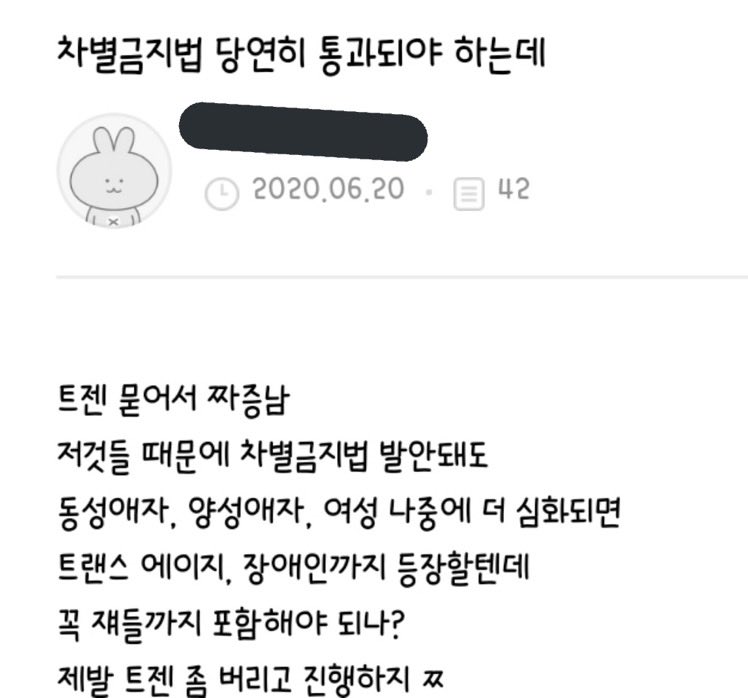 차별금지법 당연히 통과되야 하는데
2020.06.20 · 42
트젠 묻어서 짜증남
저것들 때문에 차별금지법 발안돼도
동성애자, 양성애자, 여성 나중에 더 심화되면
트랜스 에이지, 장애인까지 등장할텐데
꼭 쟤들까지 포함해야 되나?
제발 트젠 좀 버리고 진행하지 ㅉ